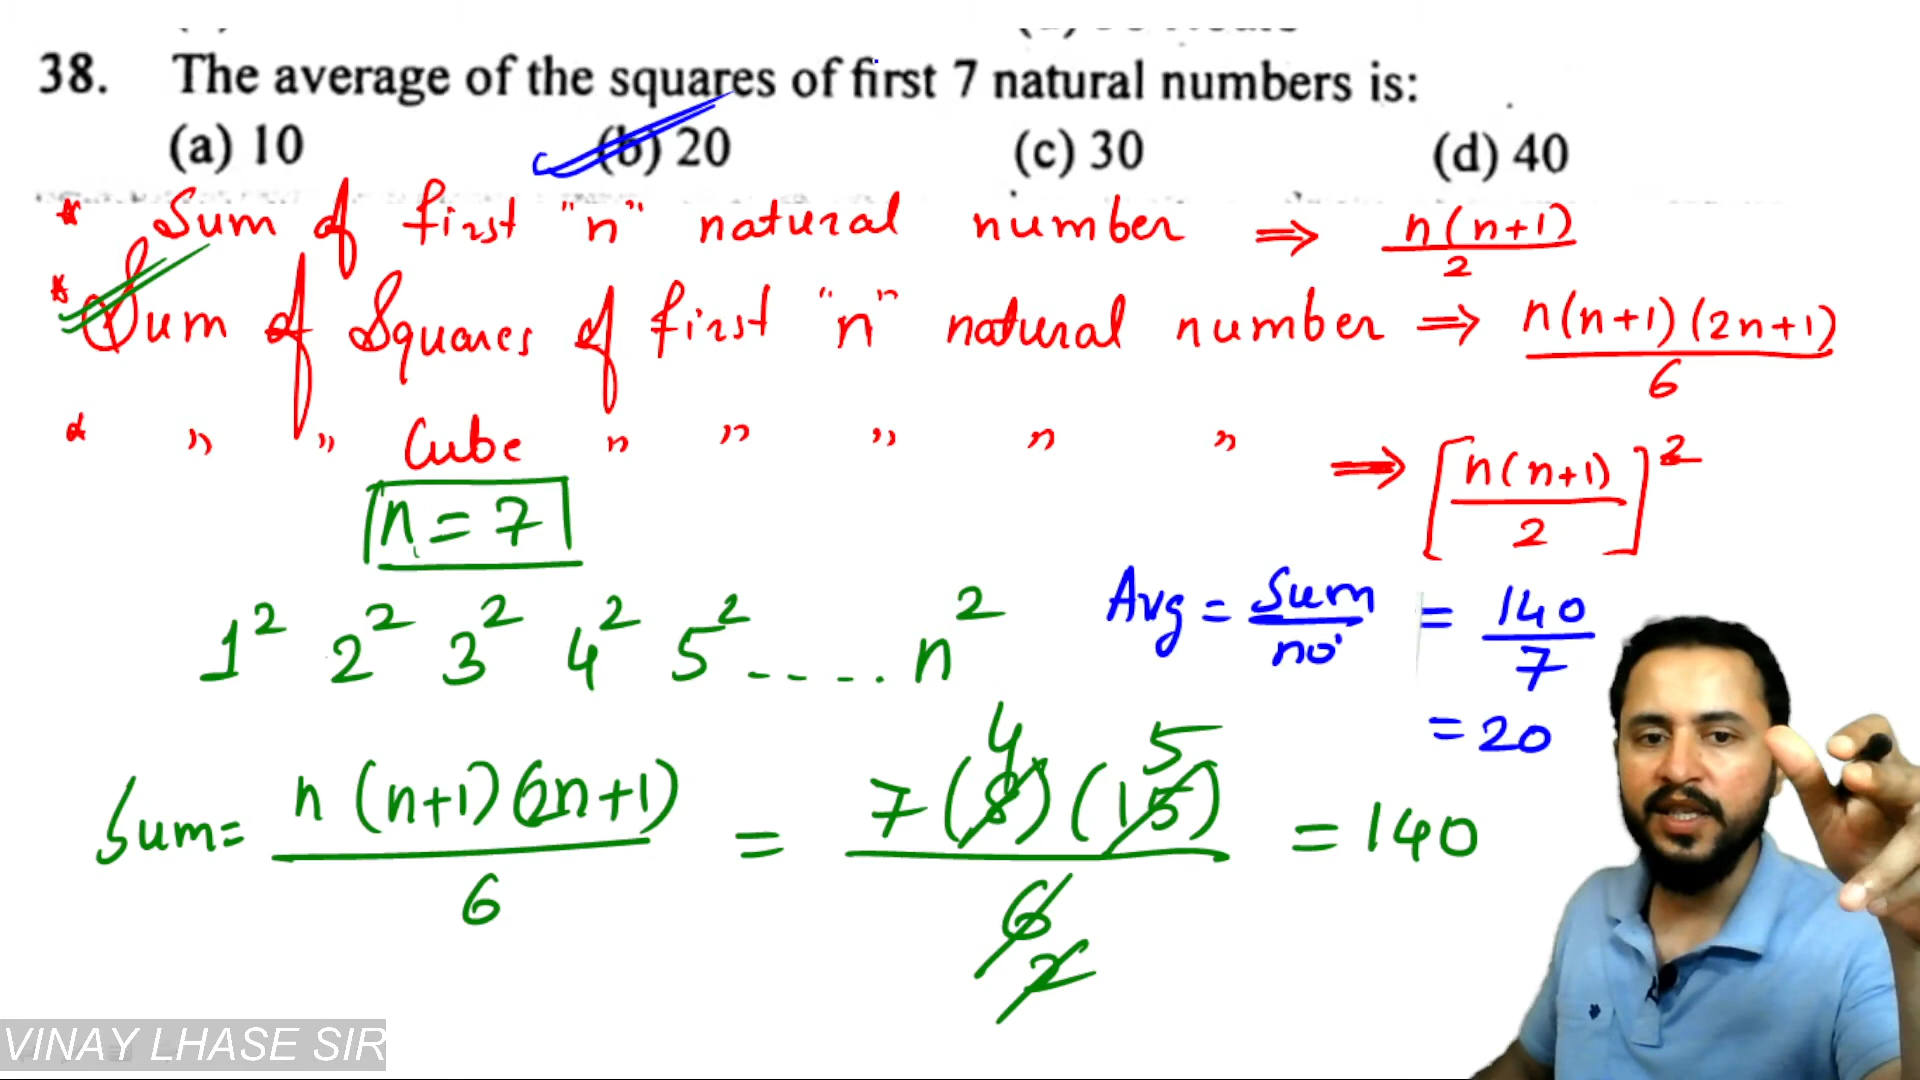 38. The average of the squares of first 7 natural numbers is:
(a) 10 (b) 20 (c) 30 (d) 40
* Sum of first "n" natural number ⇒ n(n+1)/2
* Sum of Squares of first "n" natural number ⇒ n(n+1)(2n+1)/6
" " Cube " " " " " ⇒ [n(n+1)/2]²
n = 7
1² 2² 3² 4² 5² ----. n²
Avg = Sum/no = 140/7
= 20
Sum = n(n+1)(2n+1)/6 = 7(8)(15)/6 = 140
4 5
2
VINAY LHASE SIR